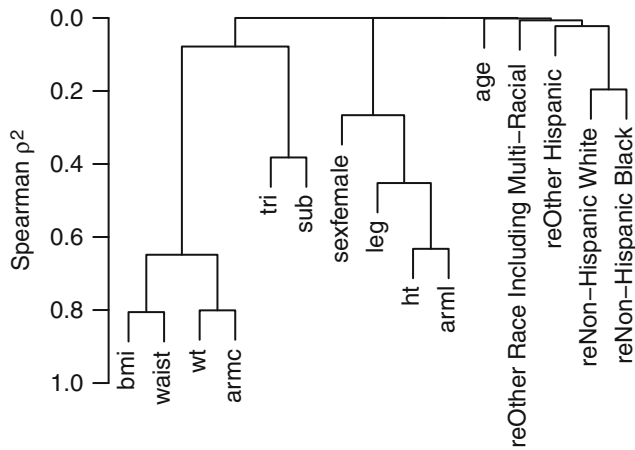 0.0
0.2
0.4
0.6
0.8
1.0
Spearman ρ²
bmi
waist
wt
armc
tri
sub
sexfemale
leg
ht
arml
age
reOther Race Including Multi−Racial
reOther Hispanic
reNon−Hispanic White
reNon−Hispanic Black